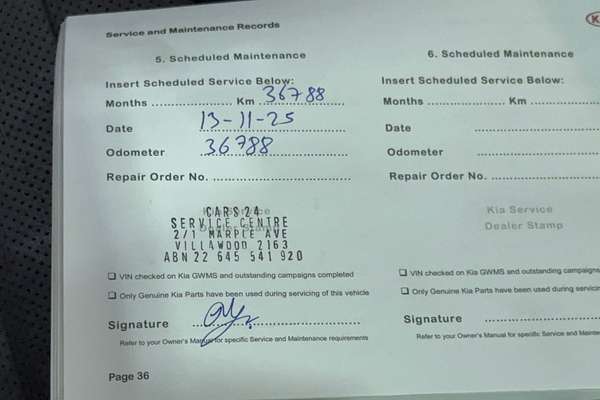 Service and Maintenance Records
5. Scheduled Maintenance
Insert Scheduled Service Below:
Months .................... Km 36788
Date 13-11-25
Odometer 36788
Repair Order No. ....................
Kia Service
Dealer Stamp
CARS24
SERVICE CENTRE
2/1 MARPLE AVE
VILLAWOOD 2163
ABN 22 645 541 920
☐ VIN checked on Kia GWMS and outstanding campaigns completed
☐ Only Genuine Kia Parts have been used during servicing of this vehicle
Signature ....................
Refer to your Owner's Manual for specific Service and Maintenance requirements
Page 36
6. Scheduled Maintenance
Insert Scheduled Service Below:
Months .................... Km ....................
Date ....................
Odometer ....................
Repair Order No. ....................
Kia Service
Dealer Stamp
☐ VIN checked on Kia GWMS and outstanding campaigns
☐ Only Genuine Kia Parts have been used during
Signature ....................
Refer to your Owner's Manual for specific Service and